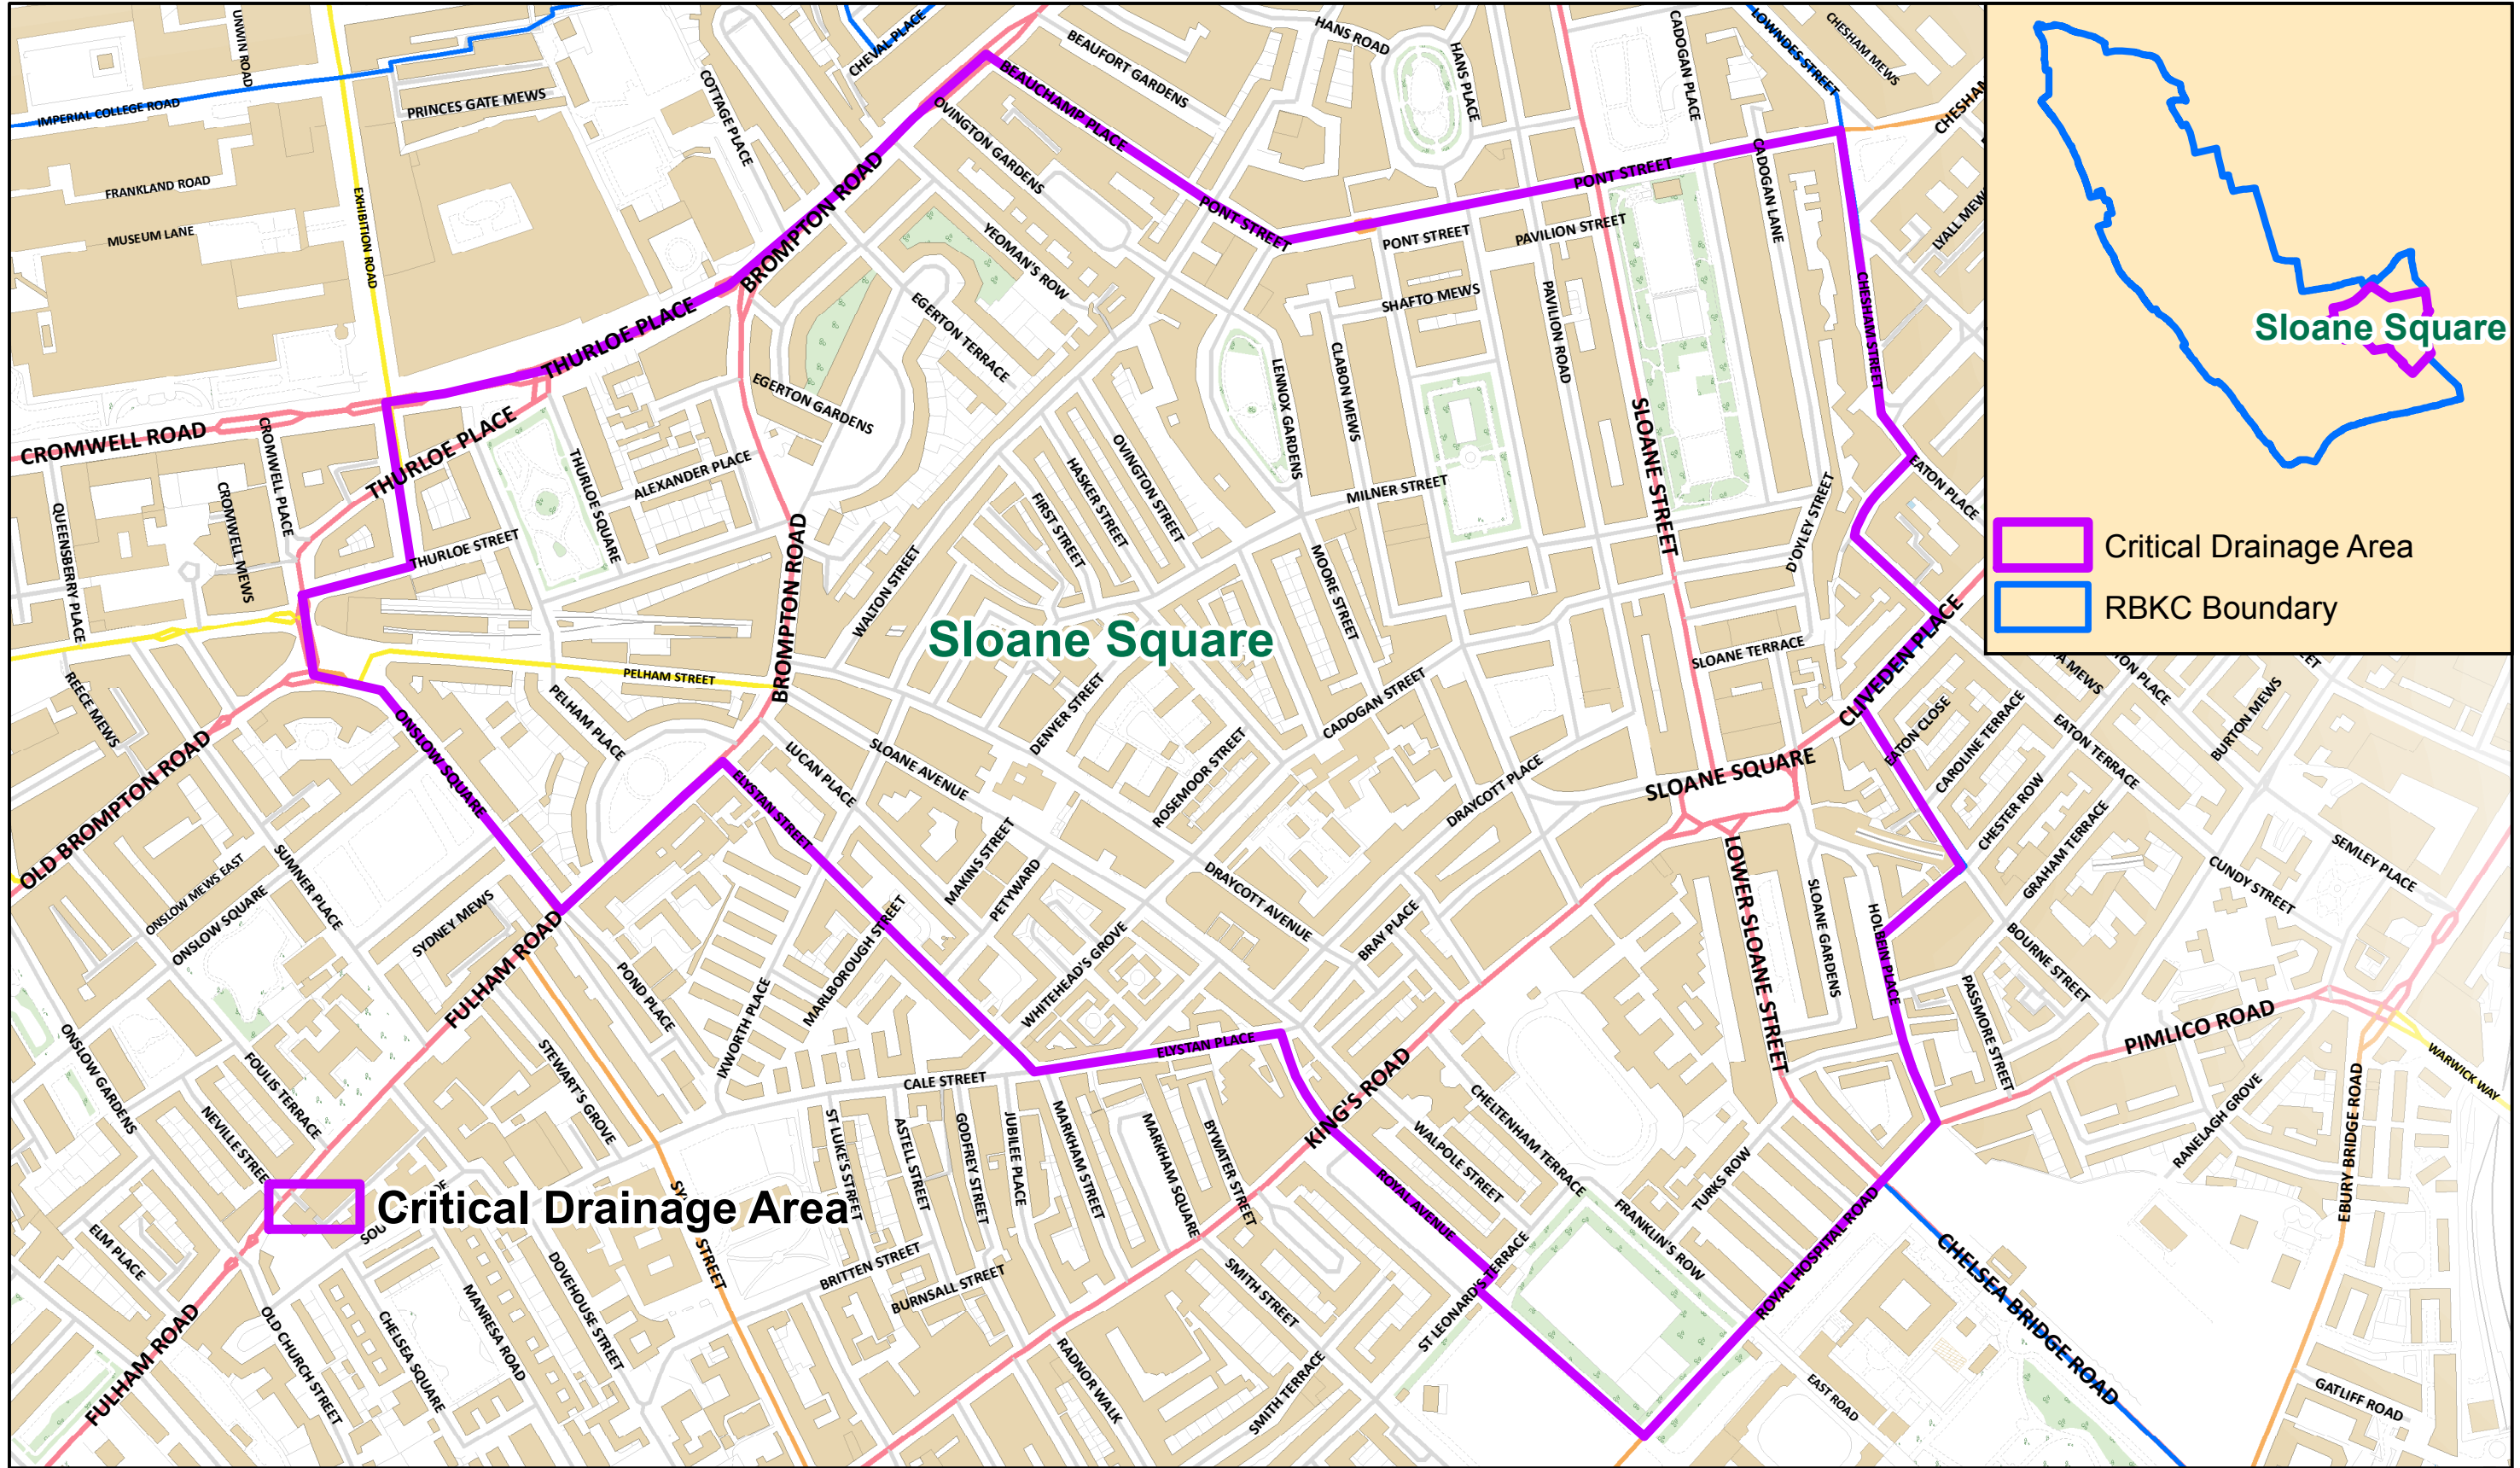 UNWIN ROAD
IMPERIAL COLLEGE ROAD
PRINCES GATE MEWS
COTTAGE PLACE
CHEVAL PLACE
BEAUFORT GARDENS
HANS ROAD
HANS PLACE
CADOGAN PLACE
LOWNDES STREET
CHESHAM MEWS
BEAUCHAMP PLACE
OVINGTON GARDENS
FRANKLAND ROAD
MUSEUM LANE
EXHIBITION ROAD
BROMPTON ROAD
YEOMAN'S ROW
PONT STREET
PONT STREET
PONT STREET
PAVILION STREET
CADOGAN LANE
LYALL MEWS
THURLOE PLACE
EGERTON TERRACE
EGERTON GARDENS
SHAFTO MEWS
PAVILION ROAD
CHESHAM STREET
Sloane Square
CROMWELL ROAD
CROMWELL PLACE
THURLOE PLACE
THURLOE SQUARE
ALEXANDER PLACE
LENNOX GARDENS
CLABON MEWS
SLOANE STREET
EATON PLACE
QUEENSBERRY PLACE
CROMWELL MEWS
THURLOE STREET
BROMPTON ROAD
WALTON STREET
FIRST STREET
HASKER STREET
OVINGTON STREET
MILNER STREET
MOORE STREET
D'OYLEY STREET
Critical Drainage Area
RBKC Boundary
Sloane Square
REECE MEWS
PELHAM STREET
PELHAM PLACE
DENYER STREET
CADOGAN STREET
SLOANE TERRACE
CLIVEDEN PLACE
EATON CLOSE
CAROLINE TERRACE
EATON TERRACE
BURTON MEWS
OLD BROMPTON ROAD
ONSLOW SQUARE
LUCAN PLACE
SLOANE AVENUE
ROSEMOOR STREET
DRAYCOTT PLACE
SLOANE SQUARE
CHESTER ROW
GRAHAM TERRACE
ELYSTAN STREET
MAKINS STREET
PETYWARD
DRAYCOTT AVENUE
BRAY PLACE
LOWER SLOANE STREET
SLOANE GARDENS
HOLBEIN PLACE
CUNDY STREET
SEMLEY PLACE
ONSLOW MEWS EAST
ONSLOW SQUARE
SUMNER PLACE
SYDNEY MEWS
FULHAM ROAD
POND PLACE
IXWORTH PLACE
MARLBOROUGH STREET
WHITEHEAD'S GROVE
BOURNE STREET
PASSMORE STREET
PIMLICO ROAD
WARWICK WAY
ONSLOW GARDENS
FOULIS TERRACE
NEVILLE STREET
STEWART'S GROVE
CALE STREET
ELYSTAN PLACE
KING'S ROAD
CHELTENHAM TERRACE
WALPOLE STREET
RANELAGH GROVE
EBURY BRIDGE ROAD
ST LUKE'S STREET
ASTELL STREET
GODFREY STREET
JUBILEE PLACE
MARKHAM STREET
MARKHAM SQUARE
BYWATER STREET
ROYAL AVENUE
TURKS ROW
FRANKLIN'S ROW
ROYAL HOSPITAL ROAD
Critical Drainage Area
STREET
ELM PLACE
FULHAM ROAD
OLD CHURCH STREET
CHELSEA SQUARE
MANRESA ROAD
DOVEHOUSE STREET
BRITTEN STREET
BURNSALL STREET
RADNOR WALK
SMITH STREET
SMITH TERRACE
ST LEONARD'S TERRACE
EAST ROAD
CHELSEA BRIDGE ROAD
GATLIFF ROAD